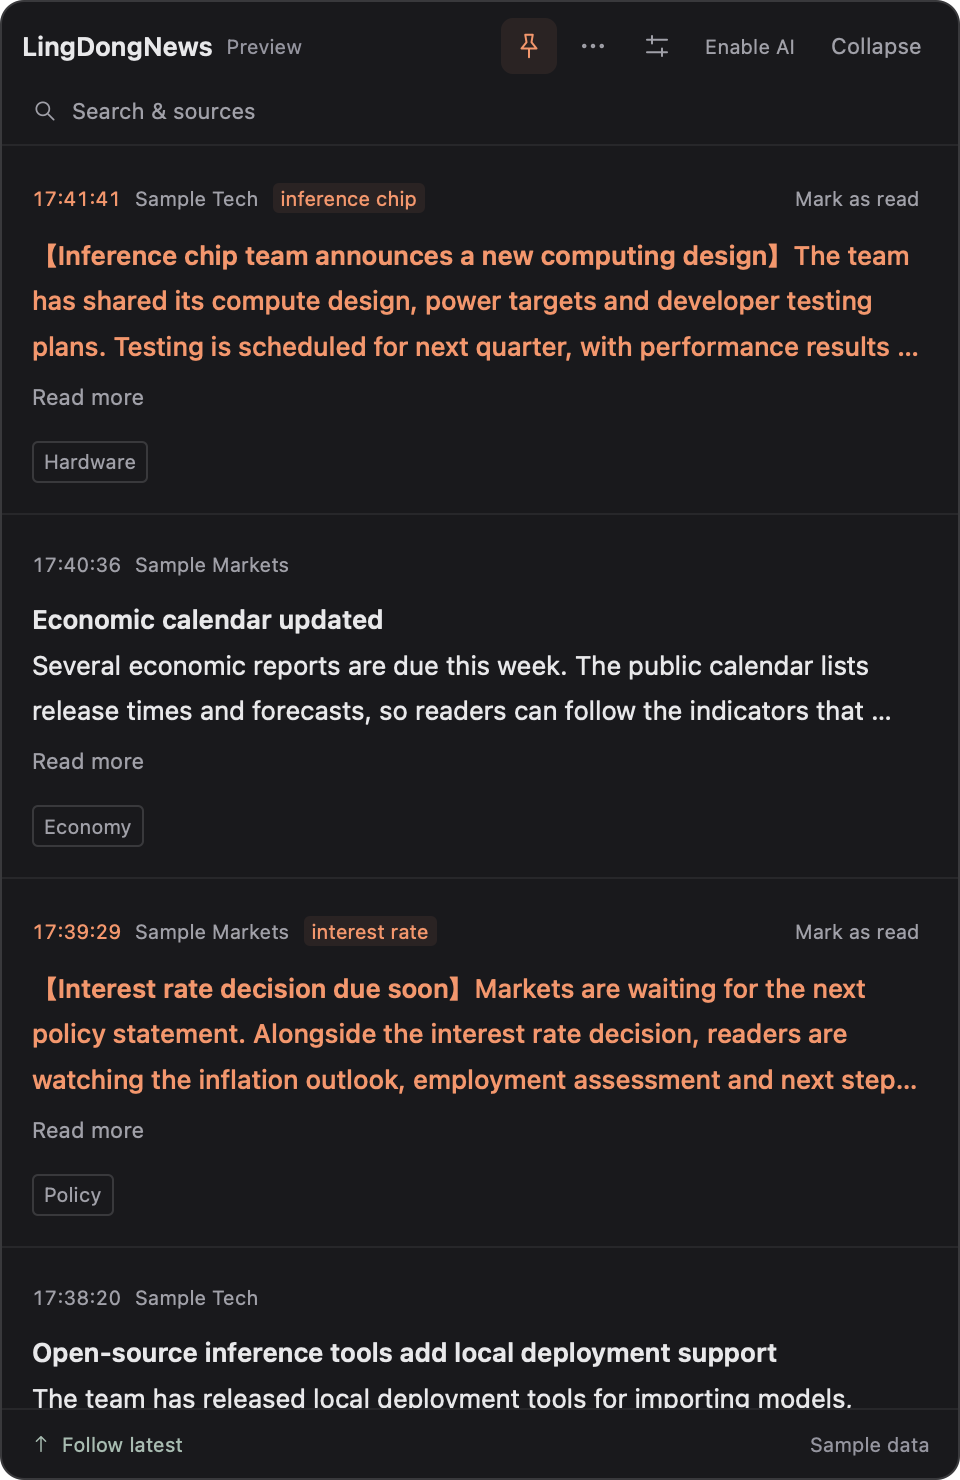 LingDongNews Preview ··· Enable AI Collapse
Search & sources
17:41:41 Sample Tech inference chip Mark as read
【Inference chip team announces a new computing design】The team
has shared its compute design, power targets and developer testing
plans. Testing is scheduled for next quarter, with performance results ...
Read more
Hardware
17:40:36 Sample Markets
Economic calendar updated
Several economic reports are due this week. The public calendar lists
release times and forecasts, so readers can follow the indicators that ...
Read more
Economy
17:39:29 Sample Markets interest rate Mark as read
【Interest rate decision due soon】Markets are waiting for the next
policy statement. Alongside the interest rate decision, readers are
watching the inflation outlook, employment assessment and next step...
Read more
Policy
17:38:20 Sample Tech
Open-source inference tools add local deployment support
The team has released local deployment tools for importing models,
↑ Follow latest Sample data